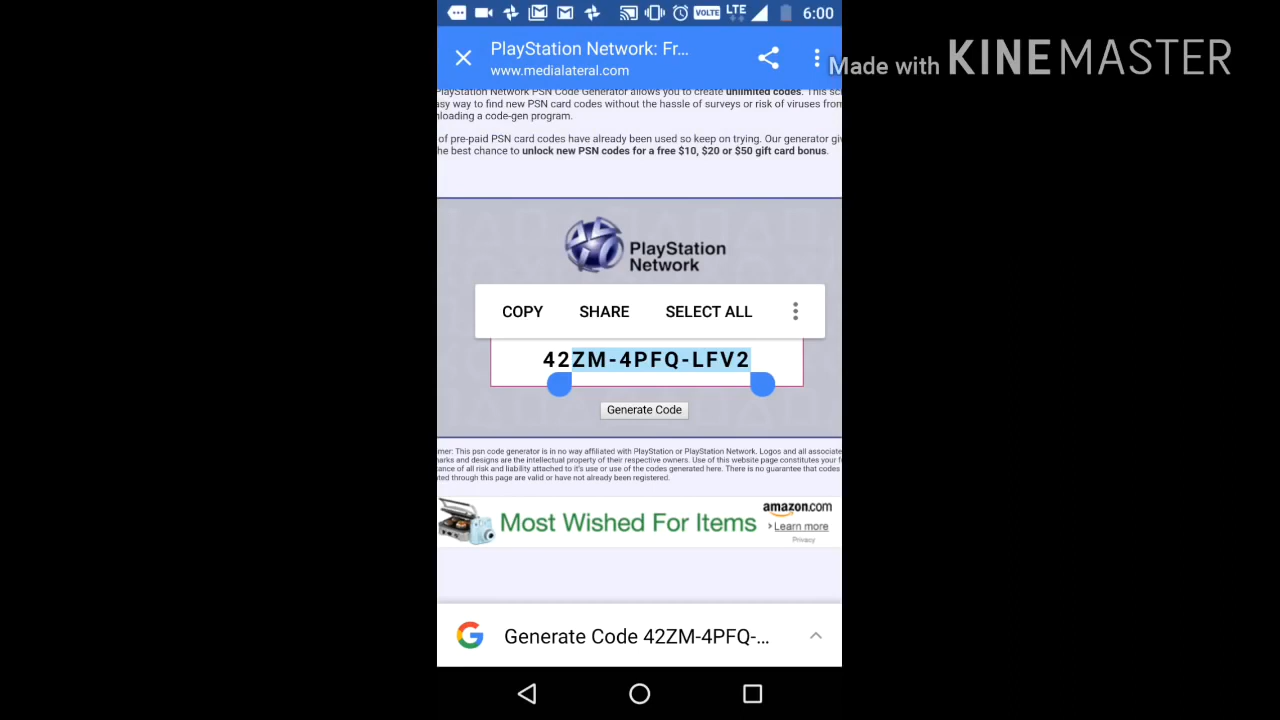 VOLTE LTE 6:00
PlayStation Network: Fr...
www.medialateral.com
Made with KINEMASTER
PlayStation Network PSN Code Generator allows you to create unlimited codes. This
asy way to find new PSN card codes without the hassle of surveys or risk of viruses from
nloading a code-gen program.
of pre-paid PSN card codes have already been used so keep on trying. Our generator giv
he best chance to unlock new PSN codes for a free $10, $20 or $50 gift card bonus.
PlayStation
Network
COPY SHARE SELECT ALL
42ZM-4PFQ-LFV2
Generate Code
mer: This psn code generator is in no way affiliated with PlayStation or PlayStation Network. Logos and all associate
arks and designs are the intellectual property of their respective owners. Use of this website page constitutes your f
ance of all risk and liability attached to it's use or use of the codes generated here. There is no guarantee that codes
ted through this page are valid or have not already been registered.
Most Wished For Items
amazon.com
› Learn more
Privacy
G Generate Code 42ZM-4PFQ-...